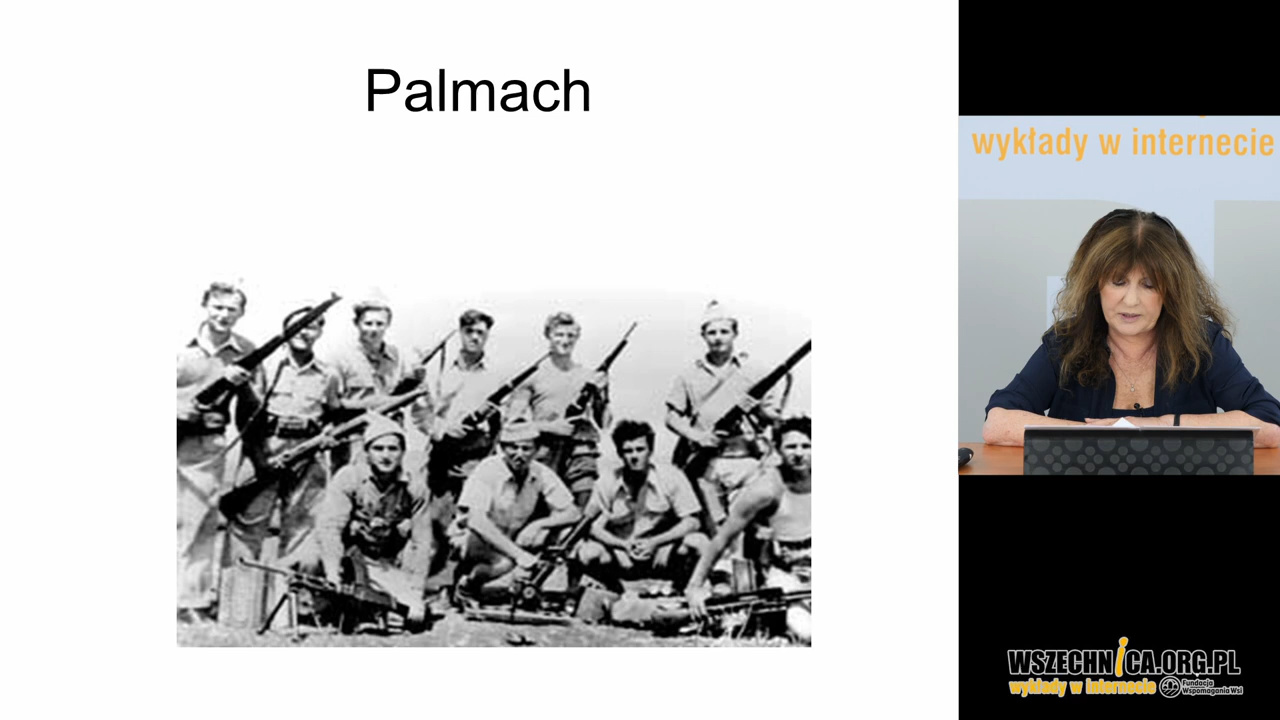 Palmach
wykłady w internecie
WSZECHNiCA.ORG.PL
wykłady w internecie
Fundacja
Wspomagania Wsi